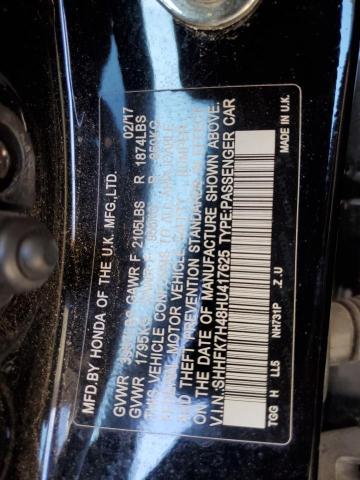 MFD.BY HONDA OF THE U.K. MFG.,LTD. 02/17
GVWR GAWR F 2105LBS R 1874LBS
GVWR 1795KG
THIS VEHICLE CONFORMS TO ALL APPLICABLE
MOTOR VEHICLE
AND THEFT PREVENTION STANDARDS
ON THE DATE OF MANUFACTURE SHOWN ABOVE.
V.I.N.:SHHFK7H48HU417625 TYPE:PASSENGER CAR
TGG H LL5 NH731P .Z.U MADE IN U.K.